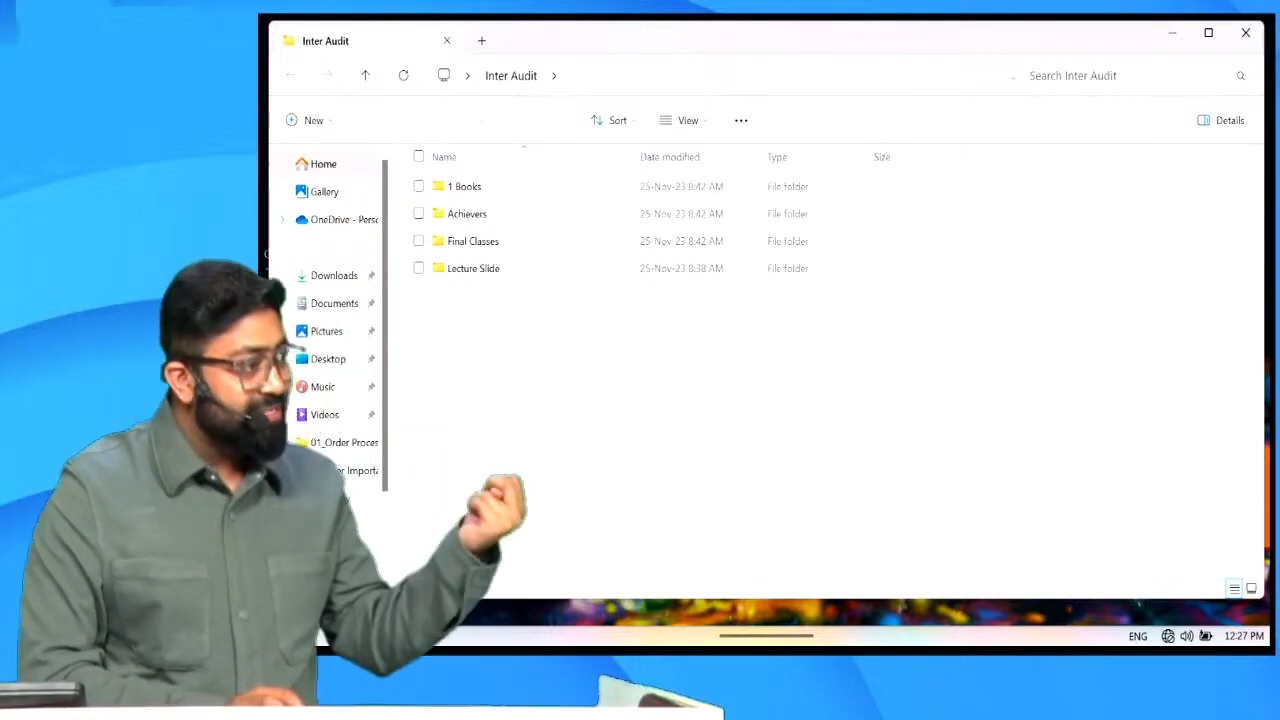 Inter Audit
Inter Audit
Search Inter Audit
New
Sort
View
Details
Name
Date modified
Type
Size
Home
Gallery
OneDrive - Perso
Downloads
Documents
Pictures
Desktop
Music
Videos
01_Order Proces
er Importa
1 Books
25-Nov-23 8:42 AM
File folder
Achievers
25-Nov-23 8:42 AM
File folder
Final Classes
25-Nov-23 8:42 AM
File folder
Lecture Slide
25-Nov-23 8:38 AM
File folder
ENG
12:27 PM